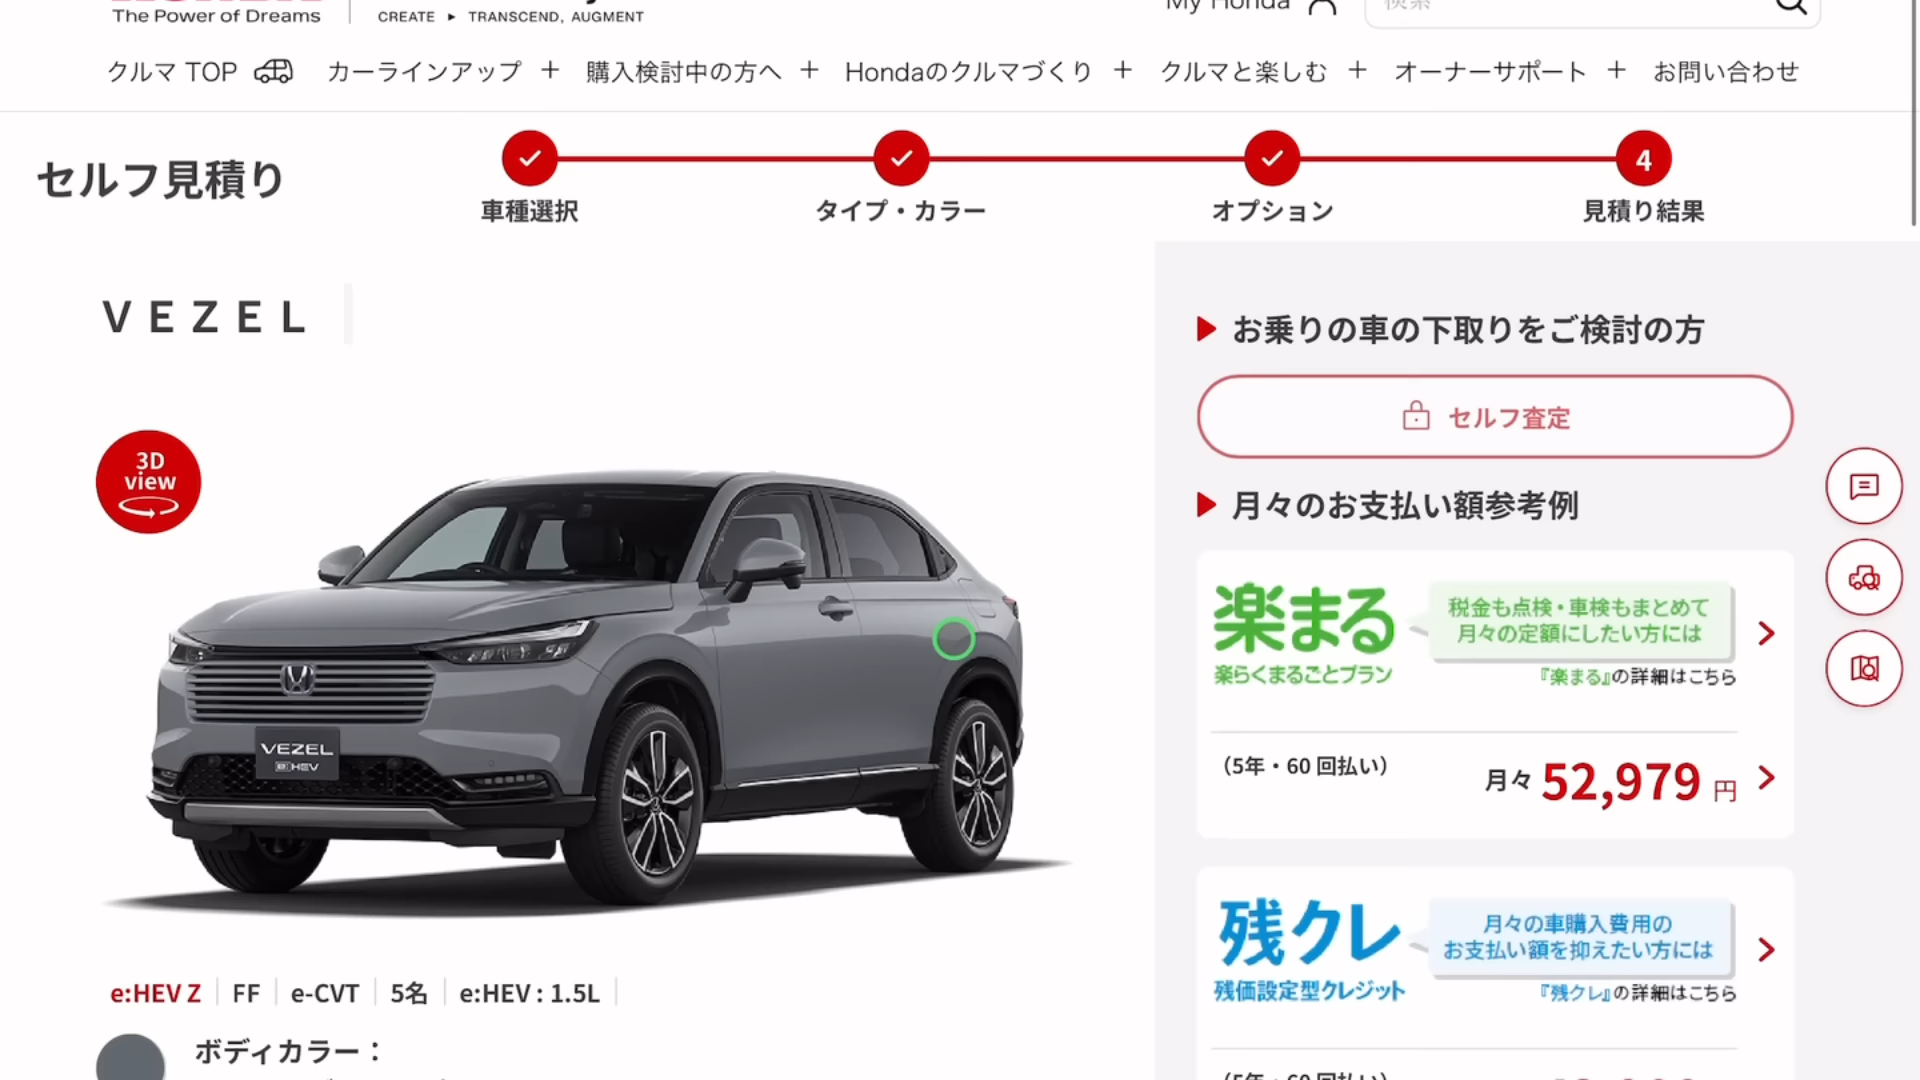 The Power of Dreams
CREATE ▶ TRANSCEND, AUGMENT
My Honda
検索
クルマ TOP
カーラインアップ +
購入検討中の方へ +
Hondaのクルマづくり +
クルマと楽しむ +
オーナーサポート +
お問い合わせ
セルフ見積り
車種選択
タイプ・カラー
オプション
4
見積り結果
VEZEL
3D
view
VEZEL
e:HEV
e:HEV Z
FF
e-CVT
5名
e:HEV : 1.5L
ボディカラー：
お乗りの車の下取りをご検討の方
セルフ査定
月々のお支払い額参考例
楽まる
楽らくまるごとプラン
税金も点検・車検もまとめて
月々の定額にしたい方には
『楽まる』の詳細はこちら
（5年・60 回払い）
月々 52,979 円
残クレ
残価設定型クレジット
月々の車購入費用の
お支払い額を抑えたい方には
『残クレ』の詳細はこちら